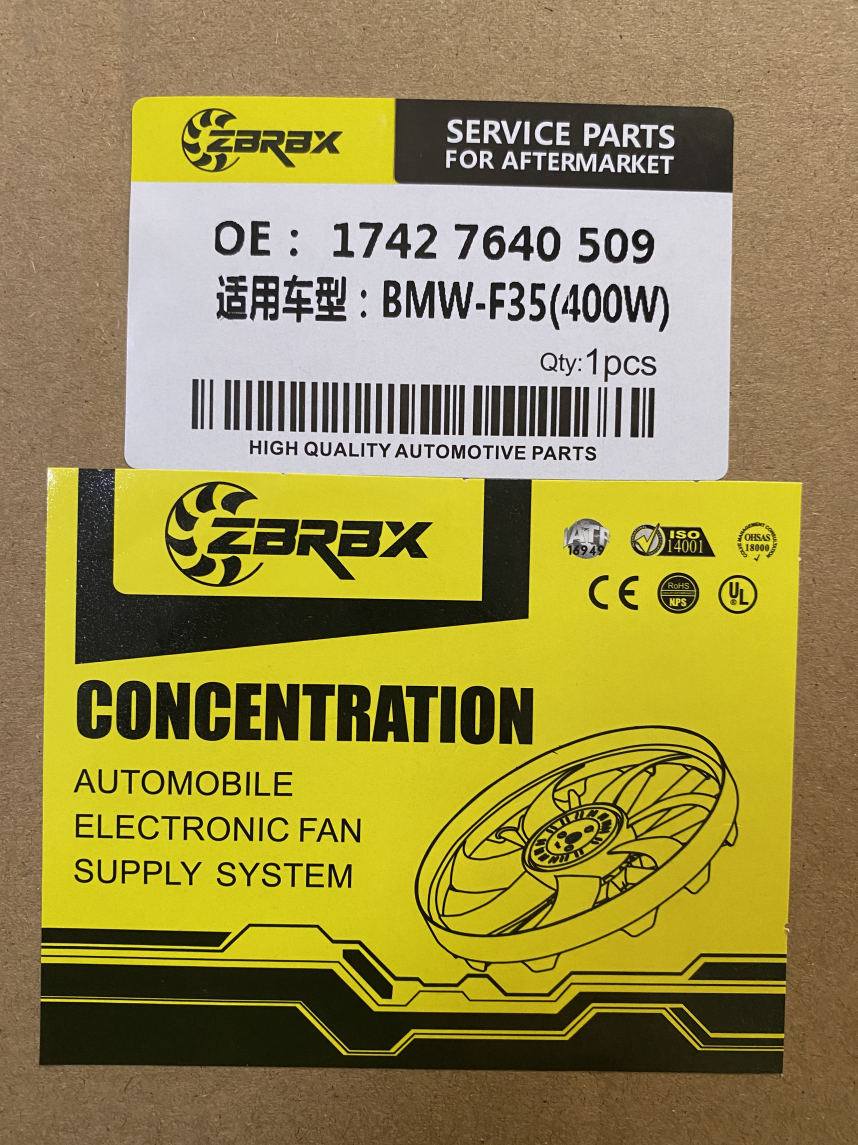 ZBRBX
SERVICE PARTS
FOR AFTERMARKET
OE： 1742 7640 509
适用车型：BMW-F35(400W)
Qty:1pcs
HIGH QUALITY AUTOMOTIVE PARTS
ZBRBX
IATF
16949
ISO
14001
OHSAS
18000
CE
RoHS
NPS
UL
®
CONCENTRATION
AUTOMOBILE
ELECTRONIC FAN
SUPPLY SYSTEM